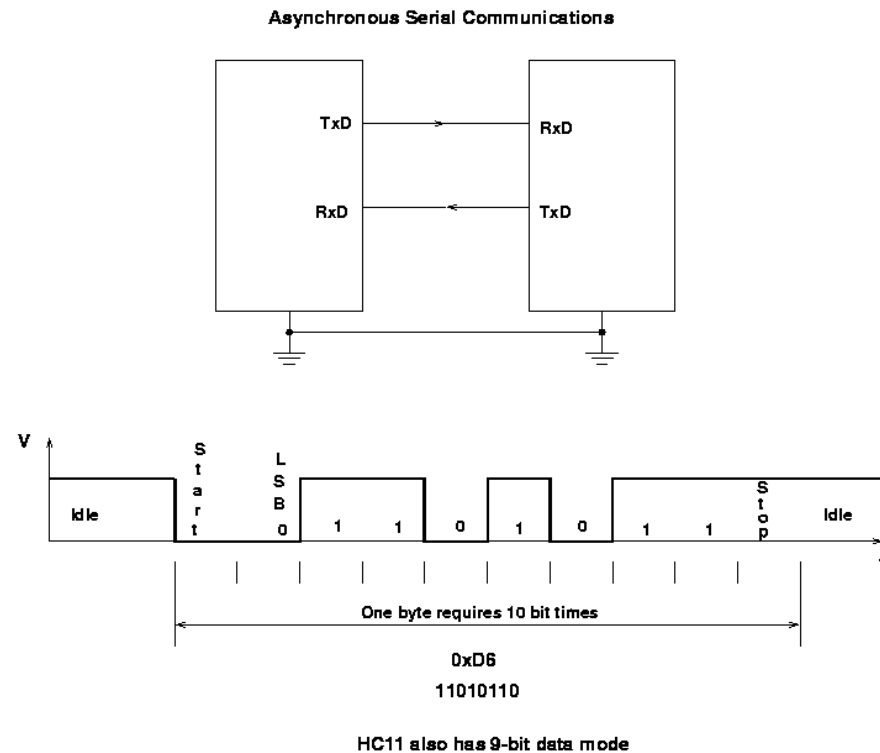 Asynchronous Serial Communications
TxD
RxD
RxD
TxD
V
Idle
Start
LSB
0
1
1
0
1
0
1
1
Stop
Idle
One byte requires 10 bit times
0xD6
11010110
HC11 also has 9-bit data mode